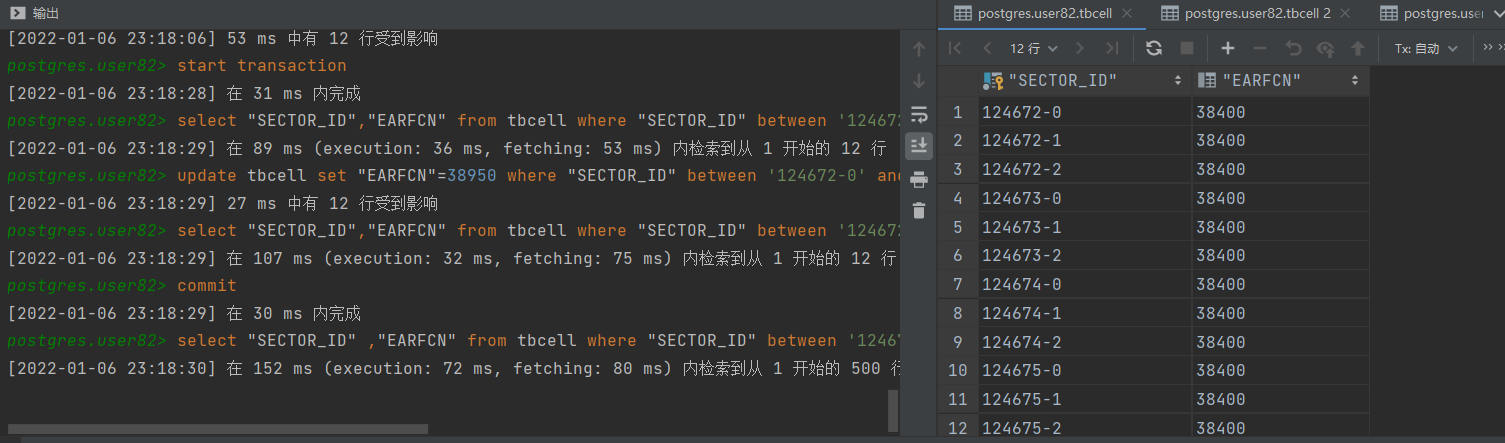 输出
[2022-01-06 23:18:06] 53 ms 中有 12 行受到影响
postgres.user82> start transaction
[2022-01-06 23:18:28] 在 31 ms 内完成
postgres.user82> select "SECTOR_ID","EARFCN" from tbcell where "SECTOR_ID" between '124672
[2022-01-06 23:18:29] 在 89 ms (execution: 36 ms, fetching: 53 ms) 内检索到从 1 开始的 12 行
postgres.user82> update tbcell set "EARFCN"=38950 where "SECTOR_ID" between '124672-0' and
[2022-01-06 23:18:29] 27 ms 中有 12 行受到影响
postgres.user82> select "SECTOR_ID","EARFCN" from tbcell where "SECTOR_ID" between '124672
[2022-01-06 23:18:29] 在 107 ms (execution: 32 ms, fetching: 75 ms) 内检索到从 1 开始的 12 行
postgres.user82> commit
[2022-01-06 23:18:29] 在 30 ms 内完成
postgres.user82> select "SECTOR_ID" ,"EARFCN" from tbcell where "SECTOR_ID" between '12467
[2022-01-06 23:18:30] 在 152 ms (execution: 72 ms, fetching: 80 ms) 内检索到从 1 开始的 500 行
postgres.user82.tbcell postgres.user82.tbcell 2 postgres.user
12 行 Tx: 自动
"SECTOR_ID" "EARFCN"
1 124672-0 38400
2 124672-1 38400
3 124672-2 38400
4 124673-0 38400
5 124673-1 38400
6 124673-2 38400
7 124674-0 38400
8 124674-1 38400
9 124674-2 38400
10 124675-0 38400
11 124675-1 38400
12 124675-2 38400